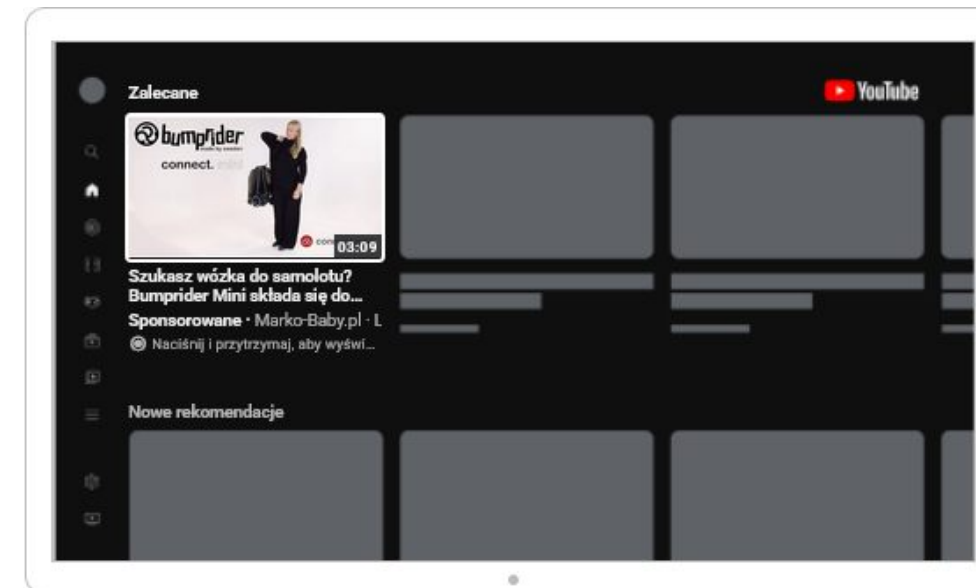 Zalecane
YouTube
bumprider
connect. mini
03:09
Szukasz wózka do samolotu?
Bumprider Mini składa się do...
Sponsorowane · Marko-Baby.pl · L
Naciśnij i przytrzymaj, aby wyświ...
Nowe rekomendacje